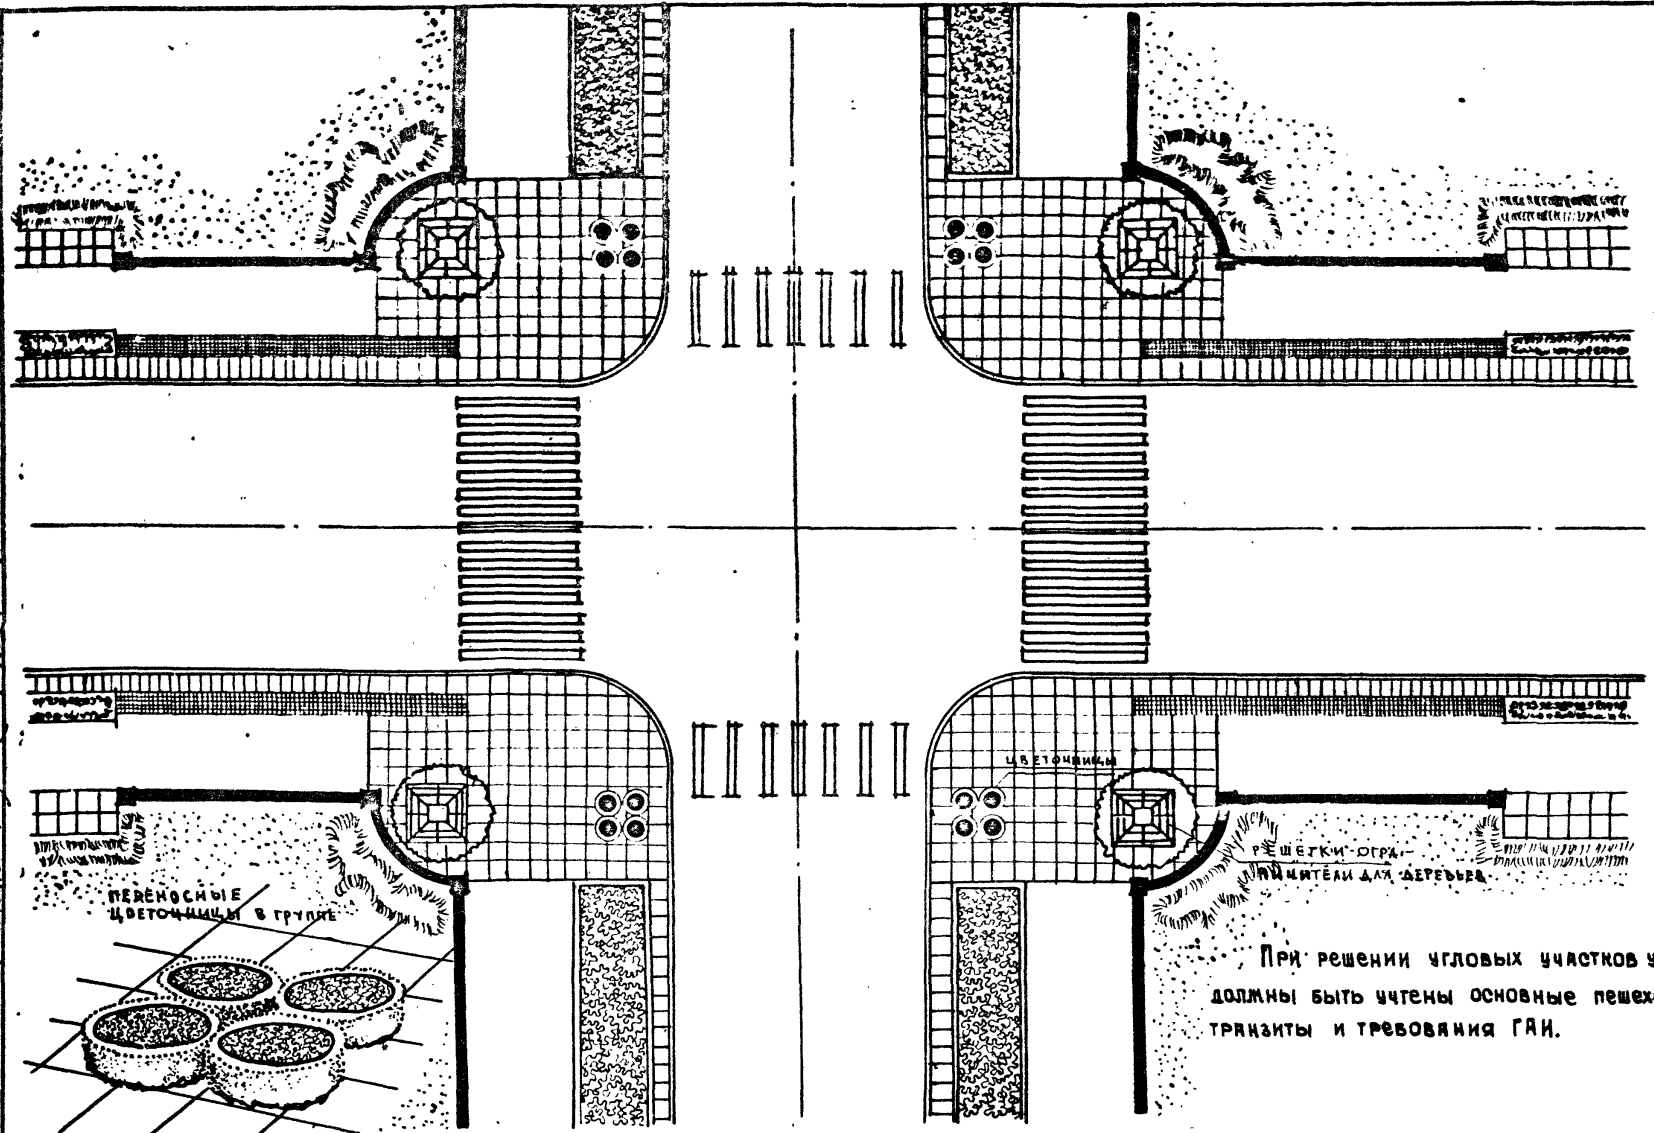 ЦВЕТОЧНИЦЫ
РЕШЕТКИ-ОГРА-
НИЧИТЕЛИ ДЛЯ ДЕРЕВЬЕВ
ПЕРЕНОСНЫЕ
ЦВЕТОЧНИЦЫ В ГРУППЕ
При решении угловых участков у
должны быть учтены основные пешех
транзиты и требования ГАИ.